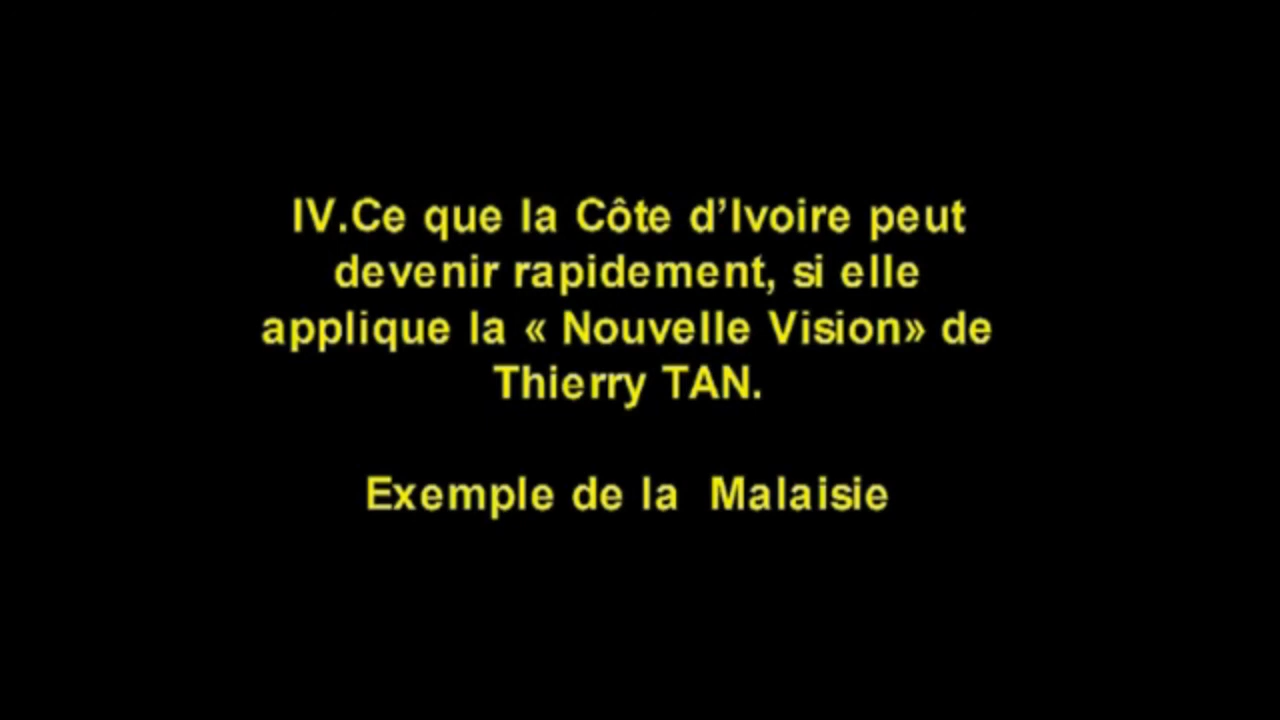 IV.Ce que la Côte d’Ivoire peut
devenir rapidement, si elle
applique la « Nouvelle Vision» de
Thierry TAN.
Exemple de la Malaisie